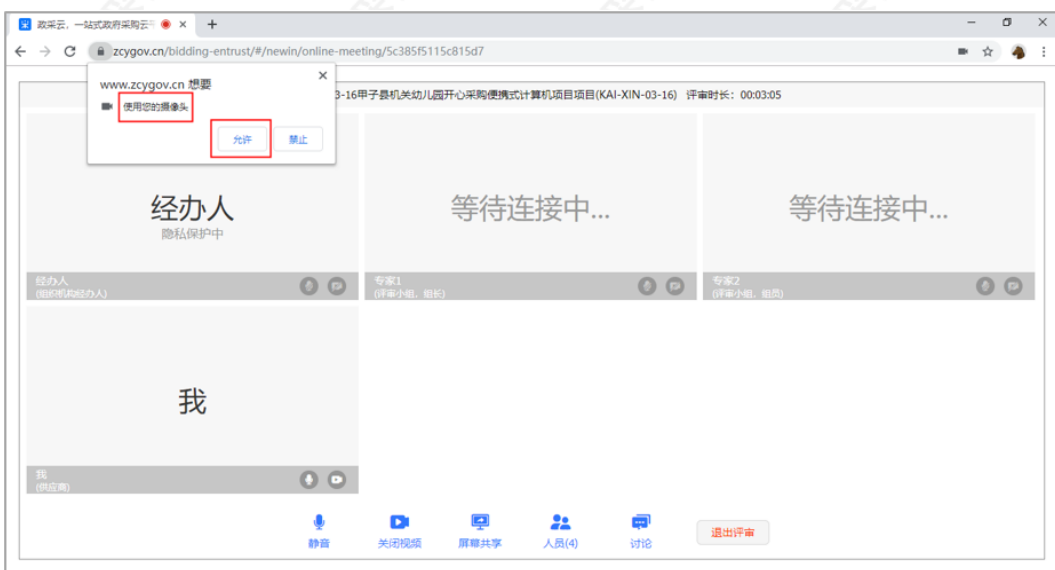 政采云，一站式政府采购云平
zcygov.cn/bidding-entrust/#/newin/online-meeting/5c385f5115c815d7
www.zcygov.cn 想要
使用您的摄像头
允许 禁止
3-16甲子县机关幼儿园开心采购便携式计算机项目项目(KAI-XIN-03-16) 评审时长：00:03:05
经办人
隐私保护中
等待连接中...
等待连接中...
经办人
(组织机构经办人)
专家1
(评审小组，组长)
专家2
(评审小组，组员)
我
我
(供应商)
静音 关闭视频 屏幕共享 人员(4) 讨论 退出评审